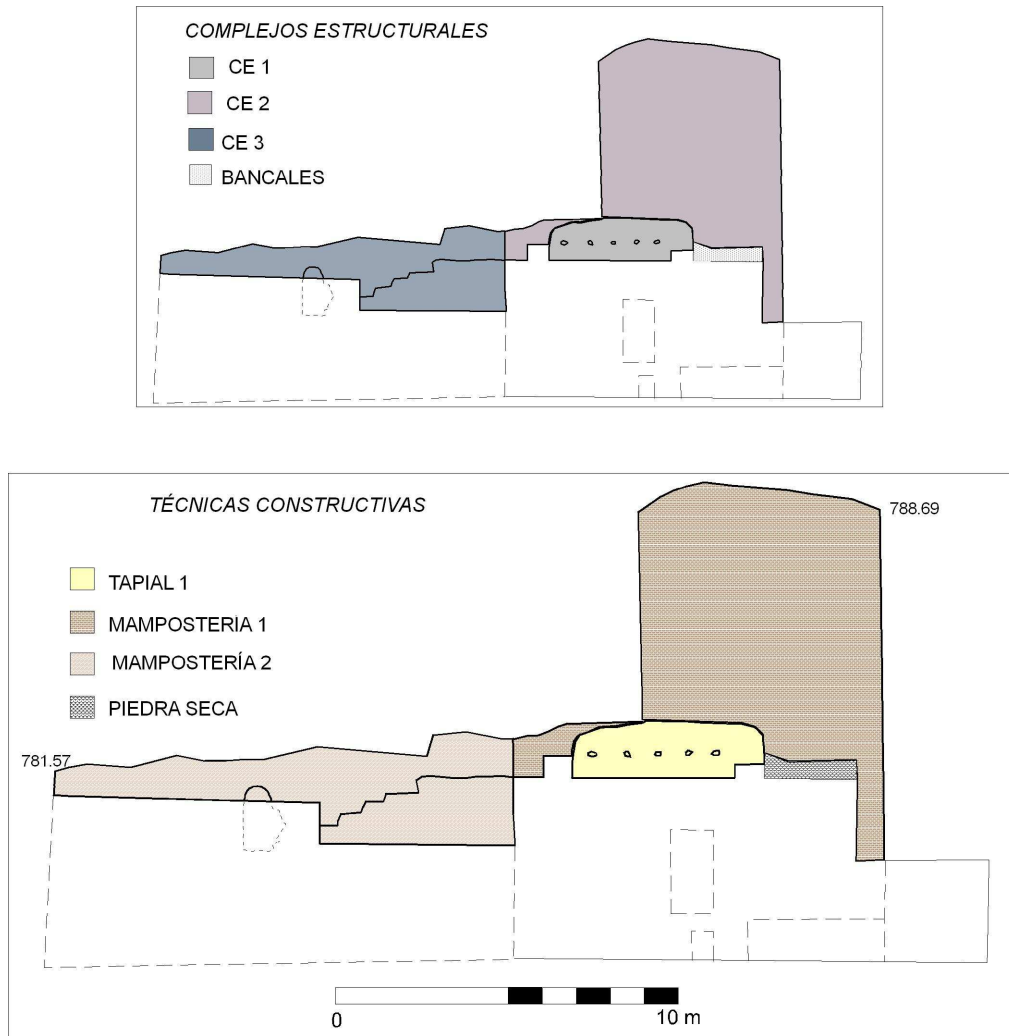 COMPLEJOS ESTRUCTURALES
CE 1
CE 2
CE 3
BANCALES
TÉCNICAS CONSTRUCTIVAS
788.69
TAPIAL 1
MAMPOSTERÍA 1
MAMPOSTERÍA 2
PIEDRA SECA
781.57
0 10 m